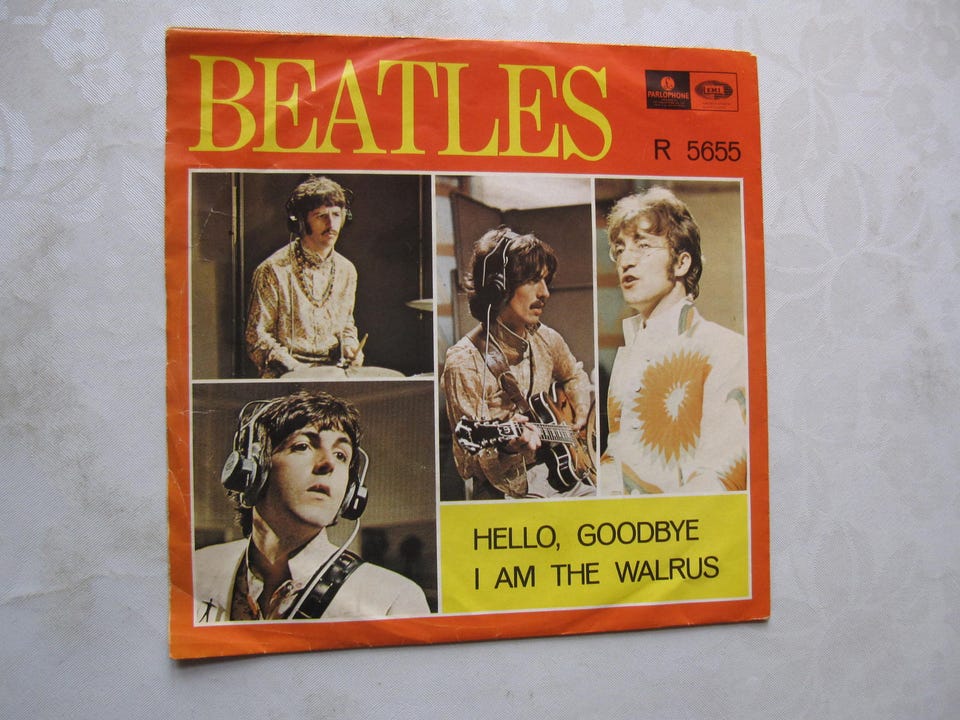 BEATLES
PARLOPHONE
EMI
R 5655
HELLO, GOODBYE
I AM THE WALRUS